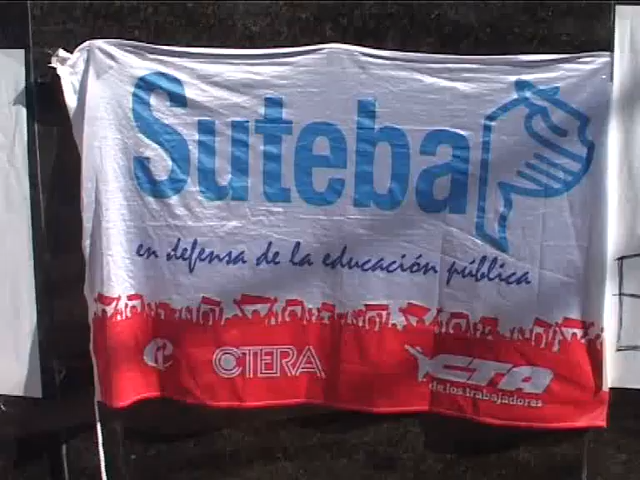 Suteba
en defensa de la educación pública
CTERA
CTA
de los trabajadores